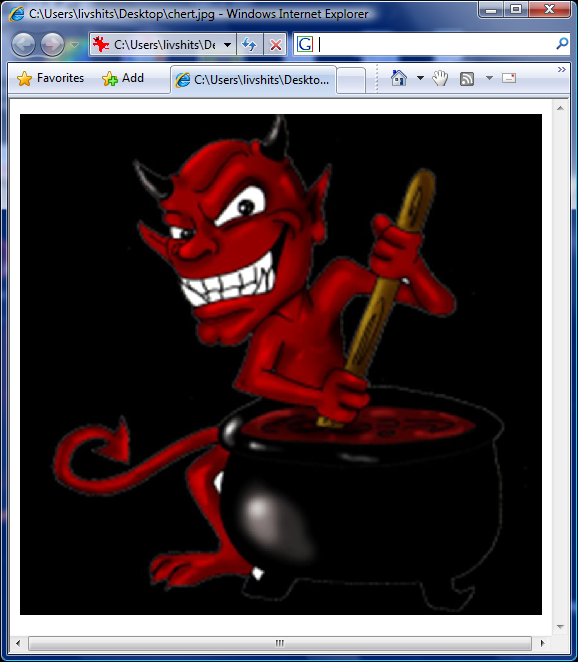 C:\Users\livshits\Desktop\chert.jpg - Windows Internet Explorer
C:\Users\livshits\De
Favorites Add C:\Users\livshits\Deskto...